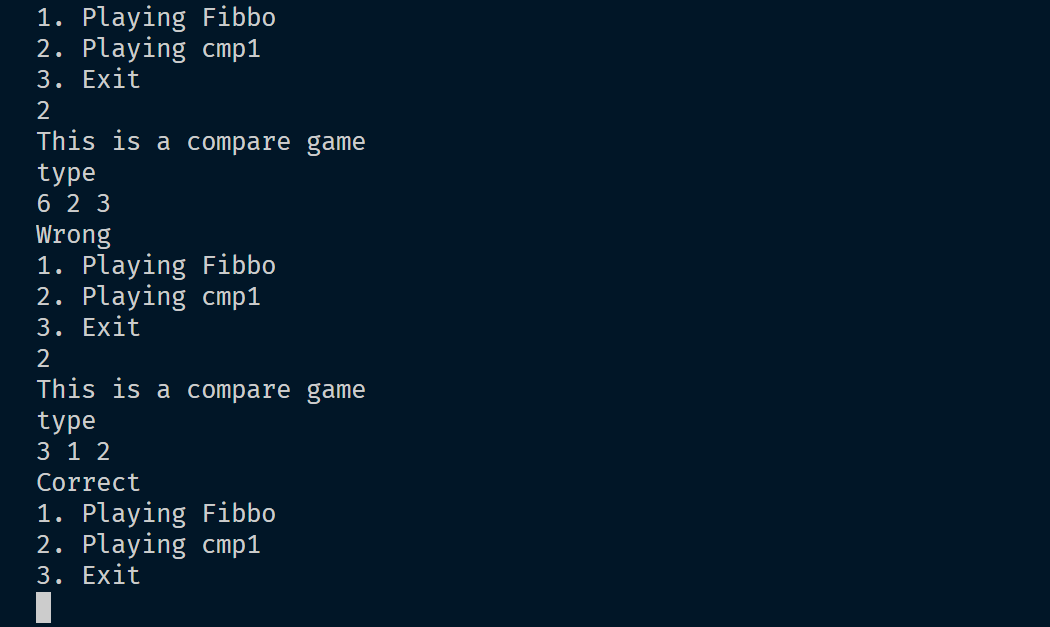 1. Playing Fibbo
2. Playing cmp1
3. Exit
2
This is a compare game
type
6 2 3
Wrong
1. Playing Fibbo
2. Playing cmp1
3. Exit
2
This is a compare game
type
3 1 2
Correct
1. Playing Fibbo
2. Playing cmp1
3. Exit